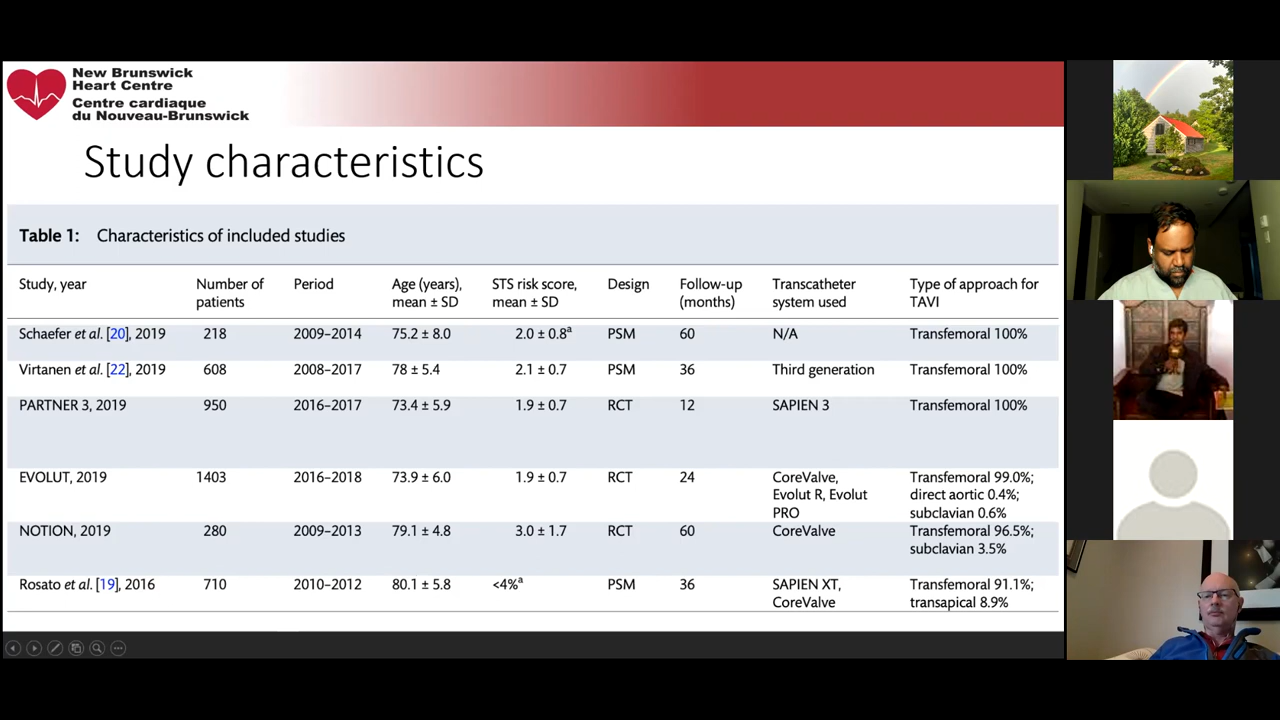 New Brunswick
Heart Centre
Centre cardiaque
du Nouveau-Brunswick
Study characteristics
Table 1: Characteristics of included studies
Study, year Number of patients Period Age (years), mean ± SD STS risk score, mean ± SD Design Follow-up (months) Transcatheter system used Type of approach for TAVI
Schaefer et al. [20], 2019 218 2009–2014 75.2 ± 8.0 2.0 ± 0.8ᵃ PSM 60 N/A Transfemoral 100%
Virtanen et al. [22], 2019 608 2008–2017 78 ± 5.4 2.1 ± 0.7 PSM 36 Third generation Transfemoral 100%
PARTNER 3, 2019 950 2016–2017 73.4 ± 5.9 1.9 ± 0.7 RCT 12 SAPIEN 3 Transfemoral 100%
EVOLUT, 2019 1403 2016–2018 73.9 ± 6.0 1.9 ± 0.7 RCT 24 CoreValve, Evolut R, Evolut PRO Transfemoral 99.0%; direct aortic 0.4%; subclavian 0.6%
NOTION, 2019 280 2009–2013 79.1 ± 4.8 3.0 ± 1.7 RCT 60 CoreValve Transfemoral 96.5%; subclavian 3.5%
Rosato et al. [19], 2016 710 2010–2012 80.1 ± 5.8 <4%ᵃ PSM 36 SAPIEN XT, CoreValve Transfemoral 91.1%; transapical 8.9%